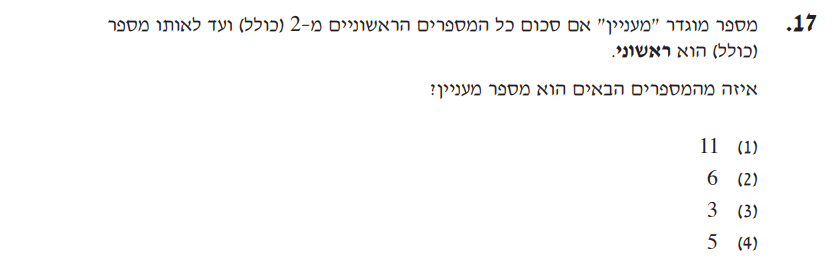 17. מספר מוגדר "מעניין" אם סכום כל המספרים הראשוניים מ-2 (כולל) ועד לאותו מספר
(כולל) הוא ראשוני.
איזה מהמספרים הבאים הוא מספר מעניין?
(1) 11
(2) 6
(3) 3
(4) 5